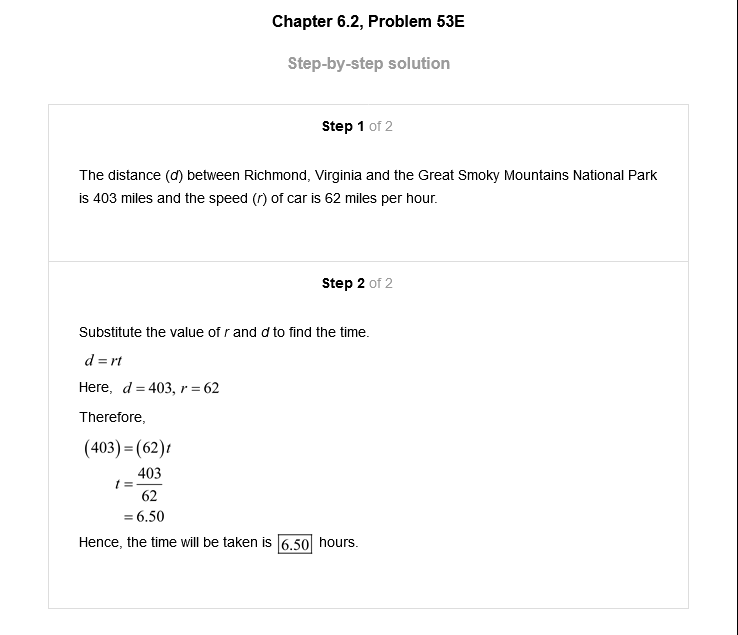 Chapter 6.2, Problem 53E
Step-by-step solution
Step 1 of 2
The distance (d) between Richmond, Virginia and the Great Smoky Mountains National Park
is 403 miles and the speed (r) of car is 62 miles per hour.
Step 2 of 2
Substitute the value of r and d to find the time.
d = rt
Here, d = 403, r = 62
Therefore,
(403) = (62)t
t = 403/62
= 6.50
Hence, the time will be taken is 6.50 hours.